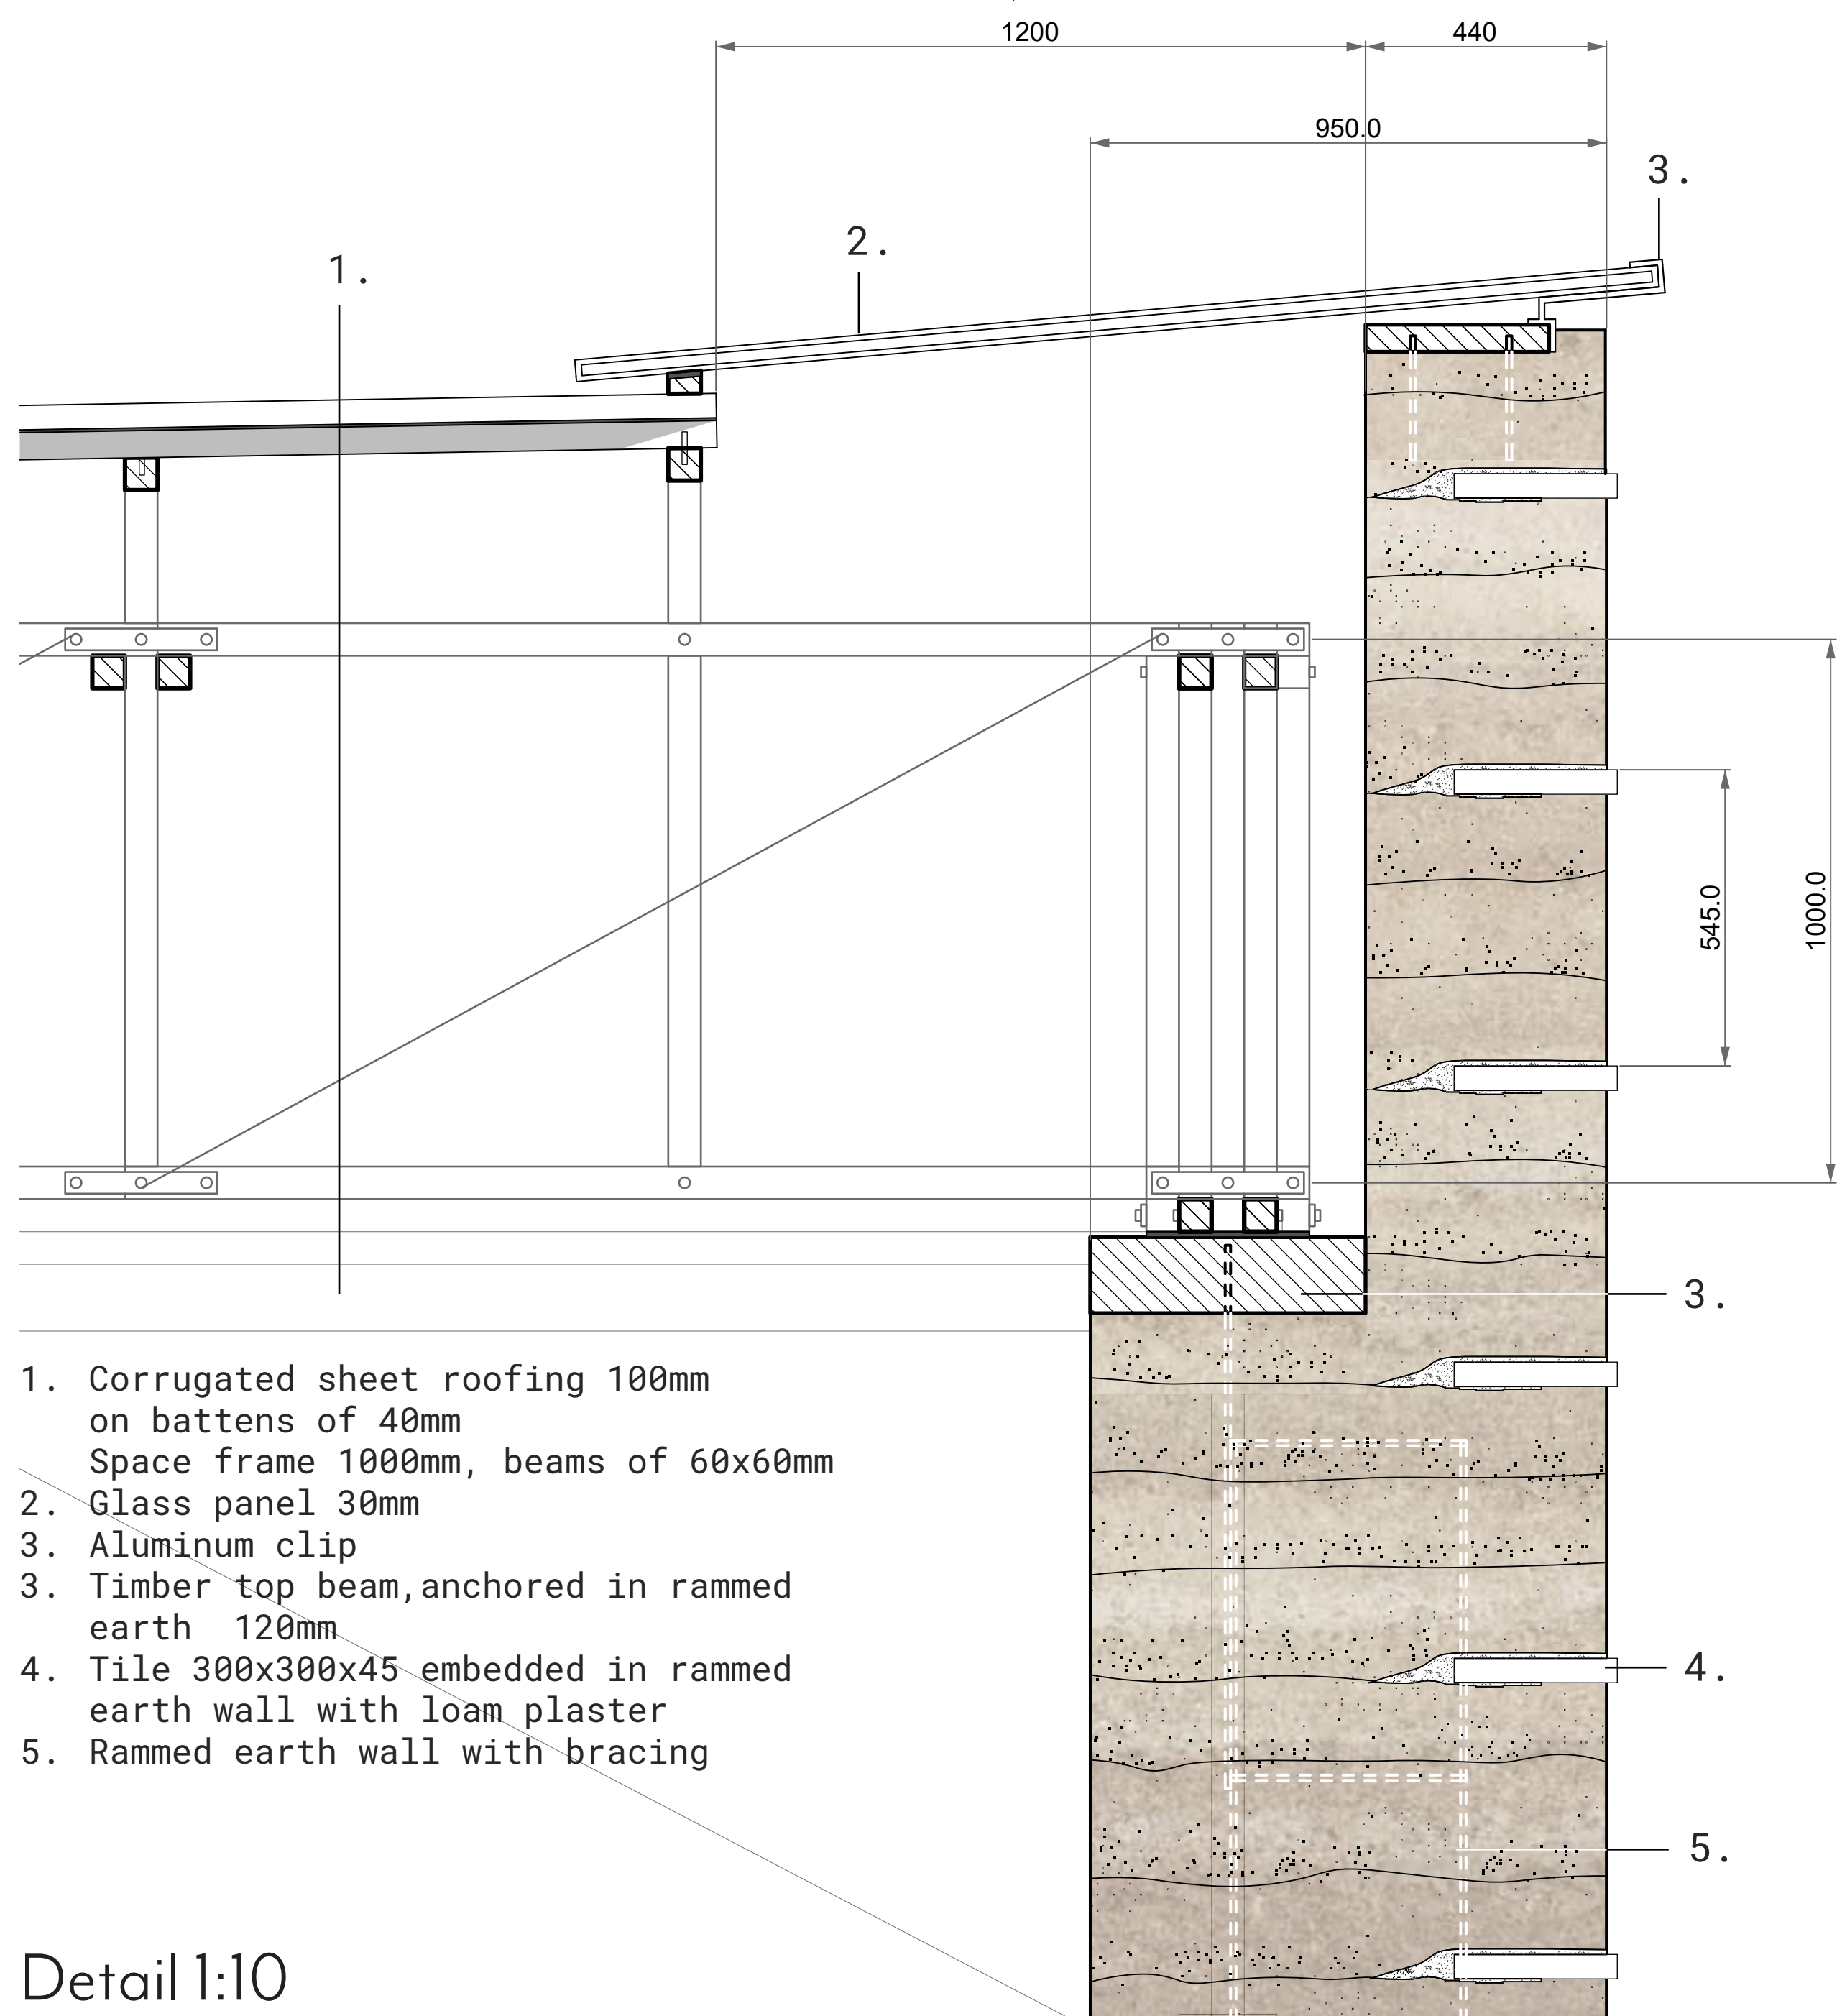 1200
440
950.0
3.
2.
1.
545.0
1000.0
3.
1. Corrugated sheet roofing 100mm
on battens of 40mm
Space frame 1000mm, beams of 60x60mm
2. Glass panel 30mm
3. Aluminum clip
3. Timber top beam,anchored in rammed
earth  120mm
4. Tile 300x300x45 embedded in rammed
earth wall with loam plaster
5. Rammed earth wall with bracing
4.
5.
Detail 1:10